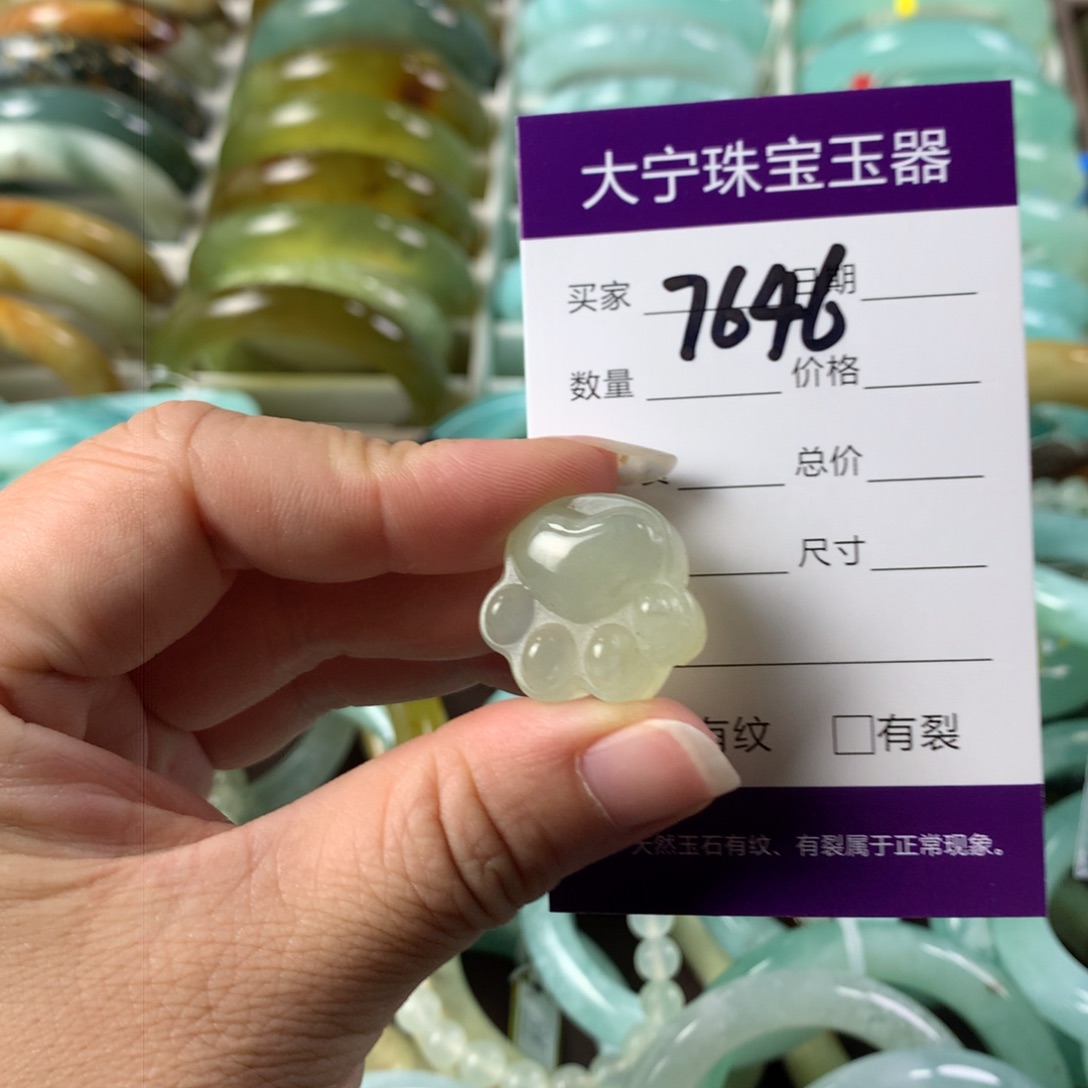 大宁珠宝玉器
买家 7646 日期
数量 价格
总价
尺寸
有纹 □有裂
天然玉石有纹、有裂属于正常现象。